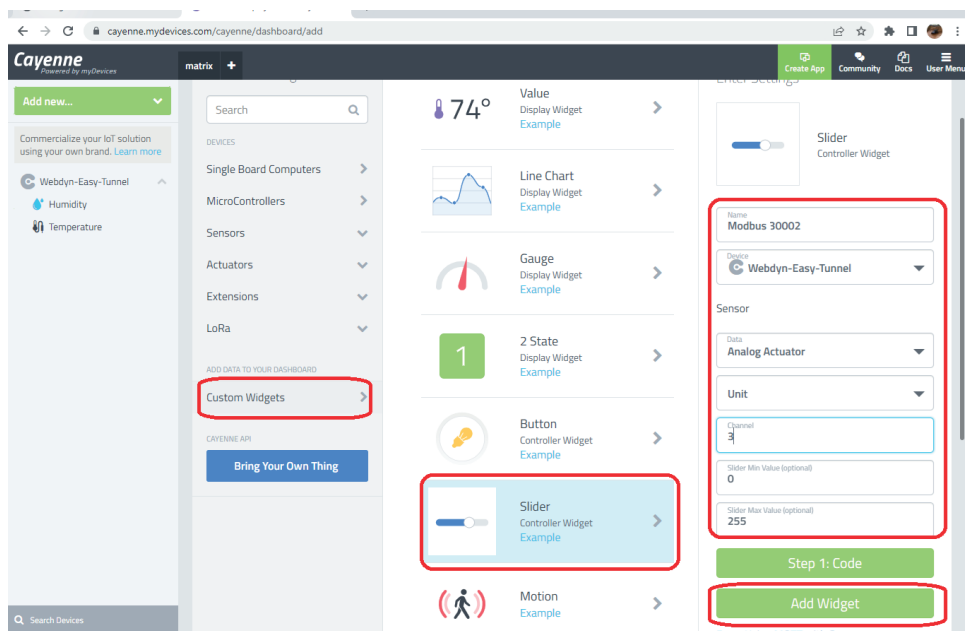 cayenne.mydevices.com/cayenne/dashboard/add
Cayenne
Powered by myDevices
matrix +
Create App
Community
Docs
User Menu
Add new...
Commercialize your IoT solution
using your own brand. Learn more
Webdyn-Easy-Tunnel
Humidity
Temperature
Search Devices
Search
DEVICES
Single Board Computers
MicroControllers
Sensors
Actuators
Extensions
LoRa
ADD DATA TO YOUR DASHBOARD
Custom Widgets
CAYENNE API
Bring Your Own Thing
74°
Value
Display Widget
Example
Line Chart
Display Widget
Example
Gauge
Display Widget
Example
1
2 State
Display Widget
Example
Button
Controller Widget
Example
Slider
Controller Widget
Example
Motion
Example
Enter Settings
Slider
Controller Widget
Name
Modbus 30002
Device
Webdyn-Easy-Tunnel
Sensor
Data
Analog Actuator
Unit
Channel
3
Slider Min Value (optional)
0
Slider Max Value (optional)
255
Step 1: Code
Add Widget